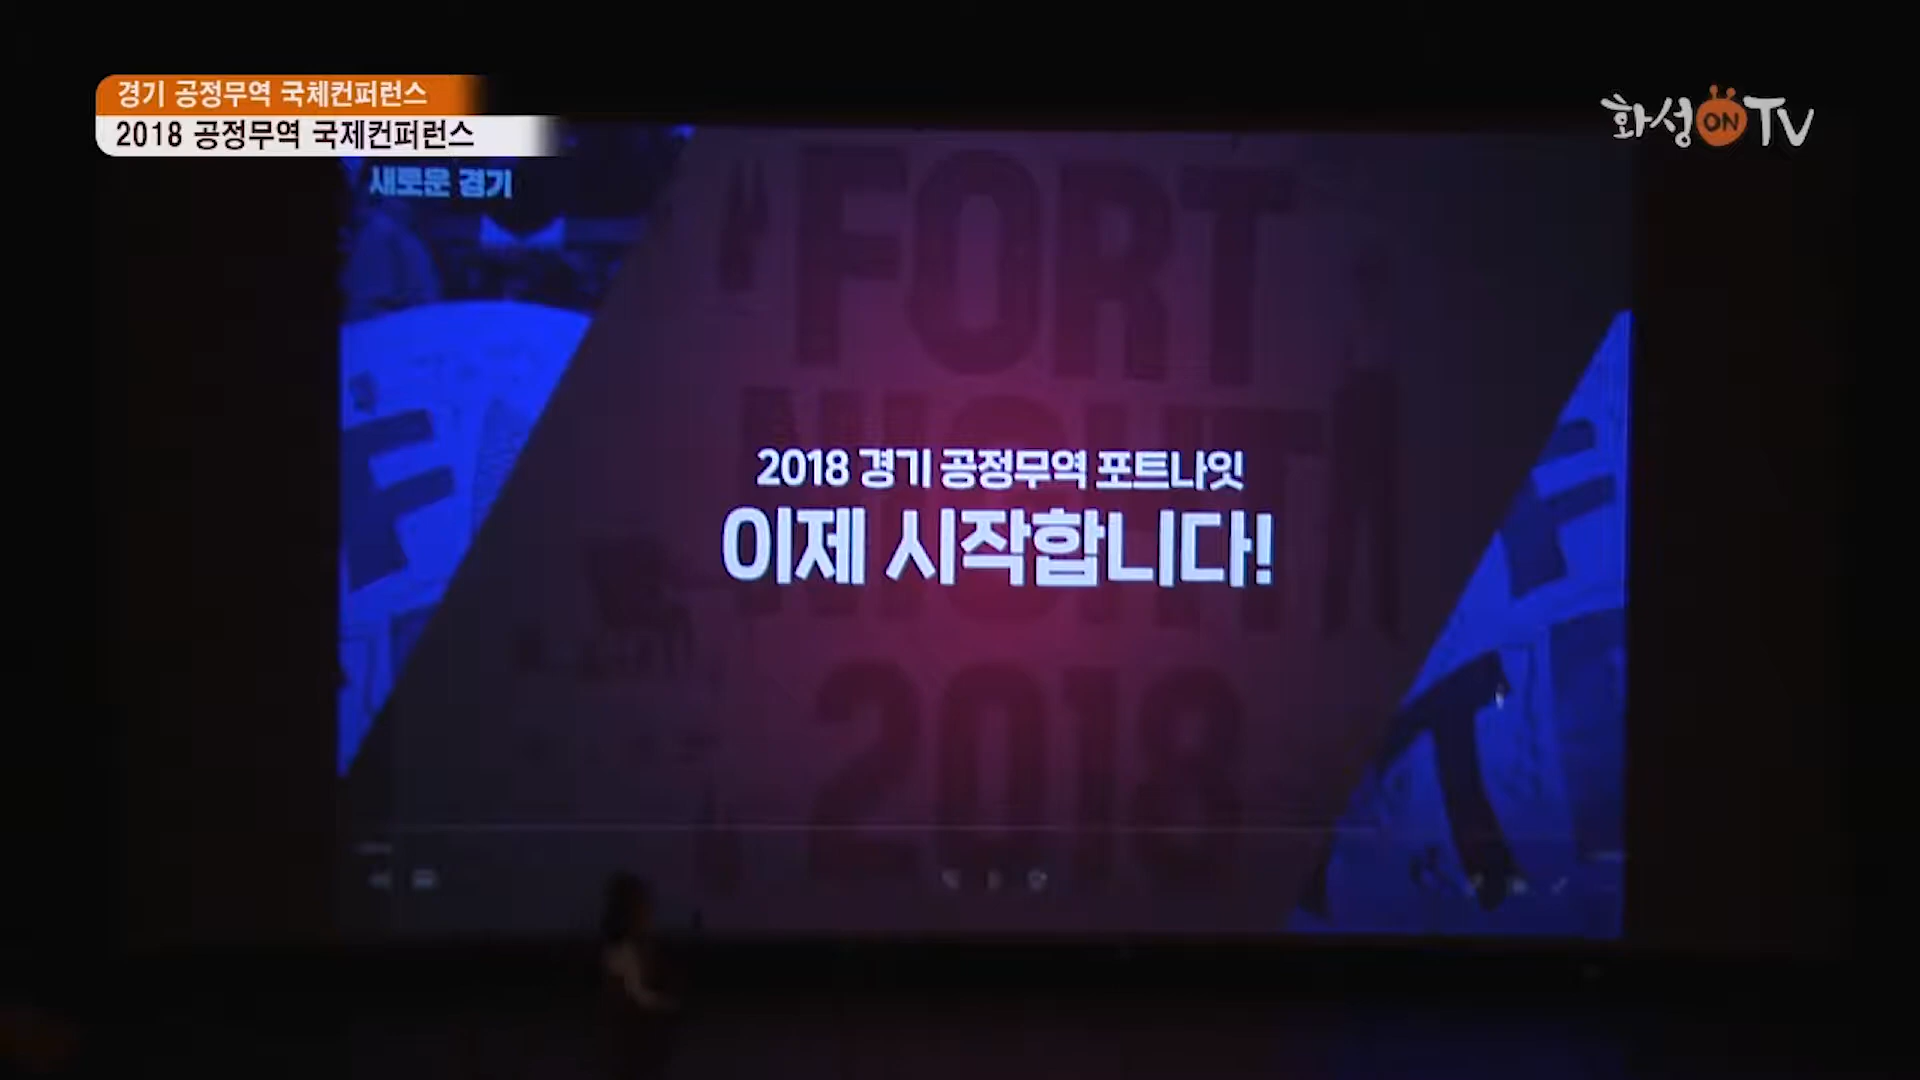 경기 공정무역 국체컨퍼런스
2018 공정무역 국제컨퍼런스
화성 ON TV
새로운 경기
FORT
NIGHT
2018
2018 경기 공정무역 포트나잇
이제 시작합니다!